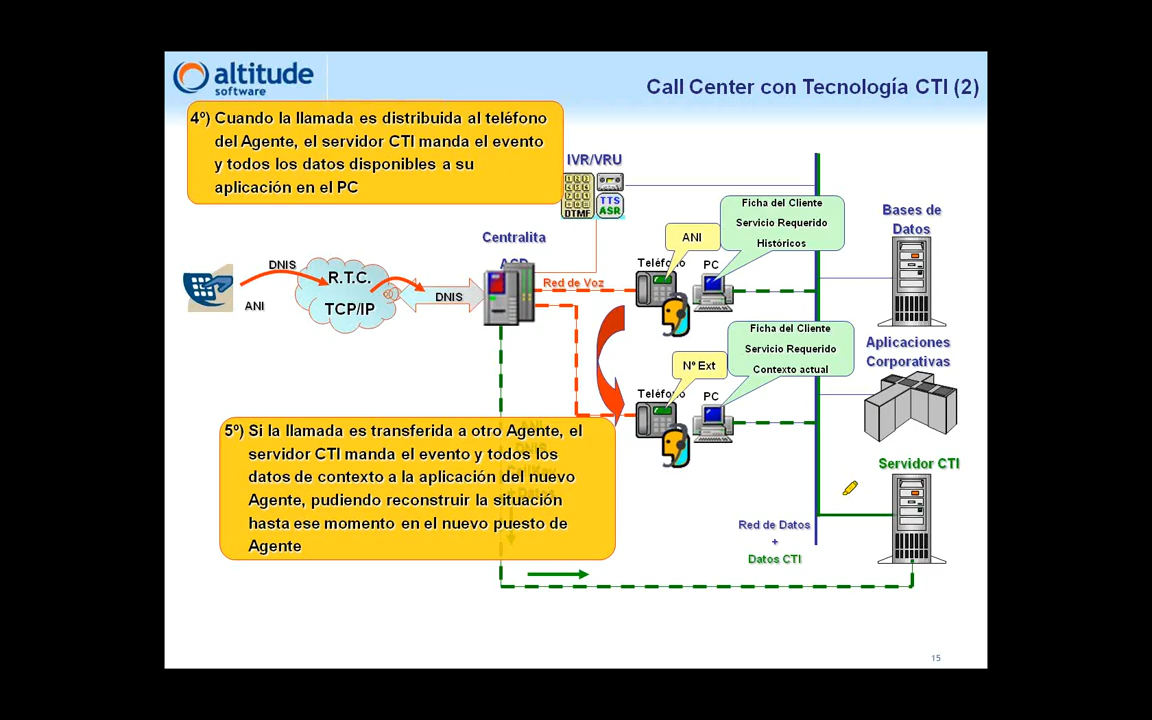 altitude
software
Call Center con Tecnología CTI (2)
4º) Cuando la llamada es distribuida al teléfono
del Agente, el servidor CTI manda el evento
y todos los datos disponibles a su
aplicación en el PC
IVR/VRU
DTMF
TTS
ASR
Ficha del Cliente
Servicio Requerido
Históricos
Bases de
Datos
ANI
Centralita
ACD
Teléfono
PC
DNIS
R.T.C.
TCP/IP
ANI
DNIS
Red de Voz
Ficha del Cliente
Servicio Requerido
Contexto actual
Aplicaciones
Corporativas
Nº Ext
Teléfono
PC
5º) Si la llamada es transferida a otro Agente, el
servidor CTI manda el evento y todos los
datos de contexto a la aplicación del nuevo
Agente, pudiendo reconstruir la situación
hasta ese momento en el nuevo puesto de
Agente
Servidor CTI
Red de Datos
+
Datos CTI
15